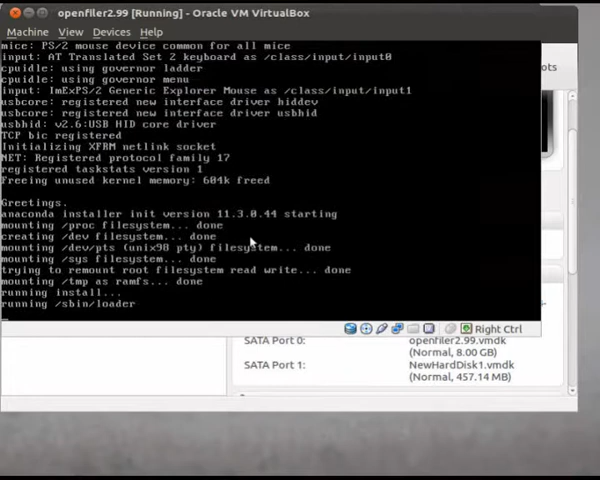 openfiler2.99 [Running] - Oracle VM VirtualBox
Machine View Devices Help
mice: PS/2 mouse device common for all mice
input: AT Translated Set 2 keyboard as /class/input/input0
cpuidle: using governor ladder
cpuidle: using governor menu
input: ImExPS/2 Generic Explorer Mouse as /class/input/input1
usbcore: registered new interface driver hiddev
usbcore: registered new interface driver usbhid
usbhid: v2.6:USB HID core driver
TCP bic registered
Initializing XFRM netlink socket
NET: Registered protocol family 17
registered taskstats version 1
Freeing unused kernel memory: 604k freed
Greetings.
anaconda installer init version 11.3.0.44 starting
mounting /proc filesystem... done
creating /dev filesystem... done
mounting /dev/pts (unix98 pty) filesystem... done
mounting /sys filesystem... done
trying to remount root filesystem read write... done
mounting /tmp as ramfs... done
running install...
running /sbin/loader
Right Ctrl
ots
SATA Port 0: openfiler2.99.vmdk
(Normal, 8.00 GB)
SATA Port 1: NewHardDisk1.vmdk
(Normal, 457.14 MB)